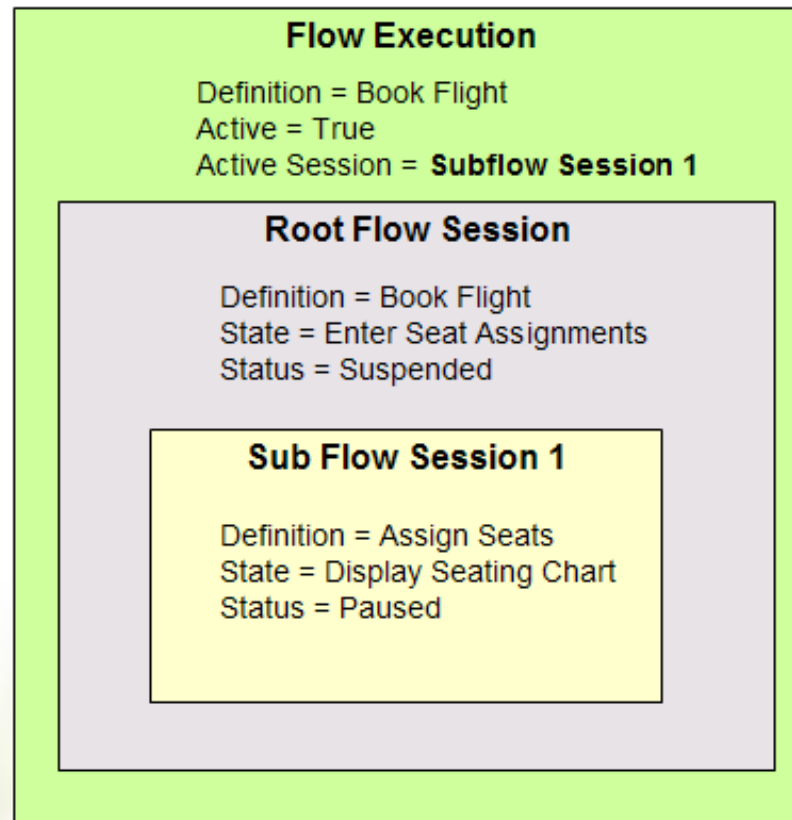 Flow Execution
Definition = Book Flight
Active = True
Active Session = Subflow Session 1
Root Flow Session
Definition = Book Flight
State = Enter Seat Assignments
Status = Suspended
Sub Flow Session 1
Definition = Assign Seats
State = Display Seating Chart
Status = Paused